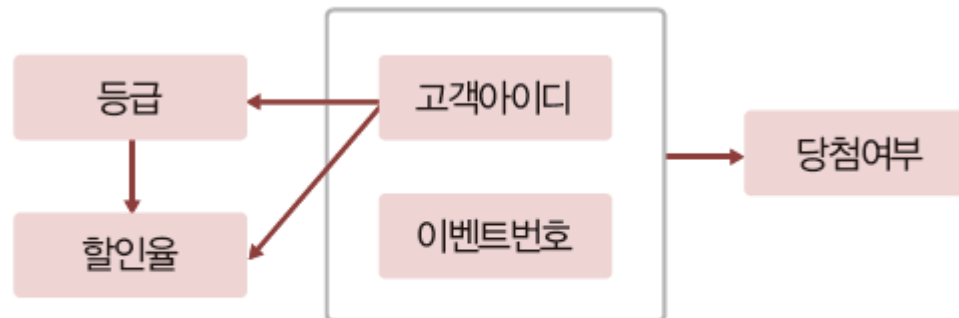 등급
고객아이디
당첨여부
할인율
이벤트번호